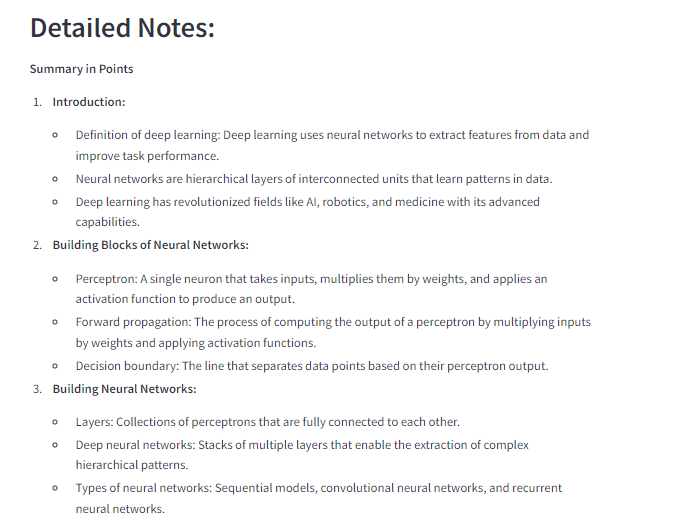 Detailed Notes:
Summary in Points
1. Introduction:
Definition of deep learning: Deep learning uses neural networks to extract features from data and
improve task performance.
Neural networks are hierarchical layers of interconnected units that learn patterns in data.
Deep learning has revolutionized fields like AI, robotics, and medicine with its advanced
capabilities.
2. Building Blocks of Neural Networks:
Perceptron: A single neuron that takes inputs, multiplies them by weights, and applies an
activation function to produce an output.
Forward propagation: The process of computing the output of a perceptron by multiplying inputs
by weights and applying activation functions.
Decision boundary: The line that separates data points based on their perceptron output.
3. Building Neural Networks:
Layers: Collections of perceptrons that are fully connected to each other.
Deep neural networks: Stacks of multiple layers that enable the extraction of complex
hierarchical patterns.
Types of neural networks: Sequential models, convolutional neural networks, and recurrent
neural networks.